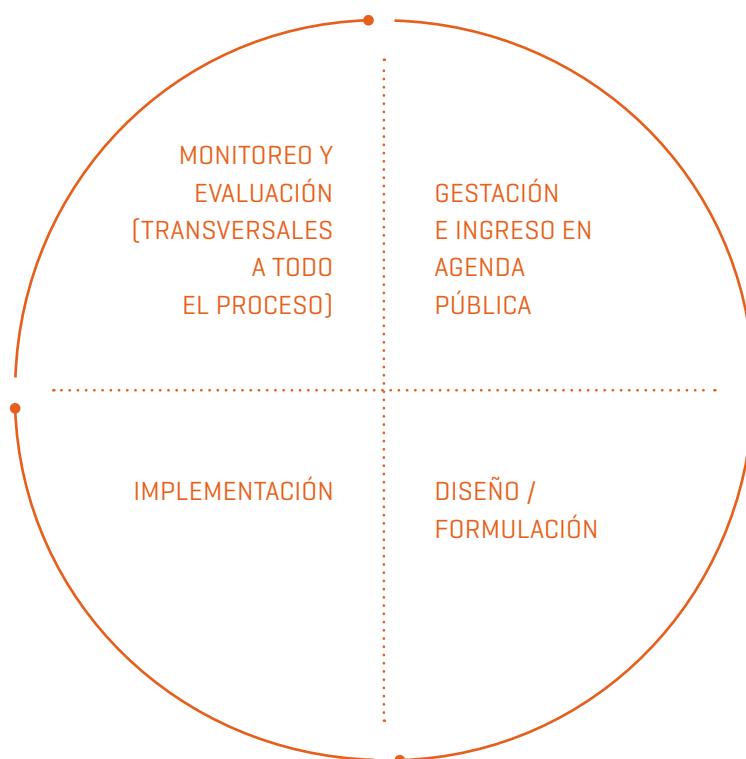 MONITOREO Y
EVALUACIÓN
(TRANSVERSALES
A TODO
EL PROCESO)
GESTACIÓN
E INGRESO EN
AGENDA
PÚBLICA
IMPLEMENTACIÓN
DISEÑO /
FORMULACIÓN